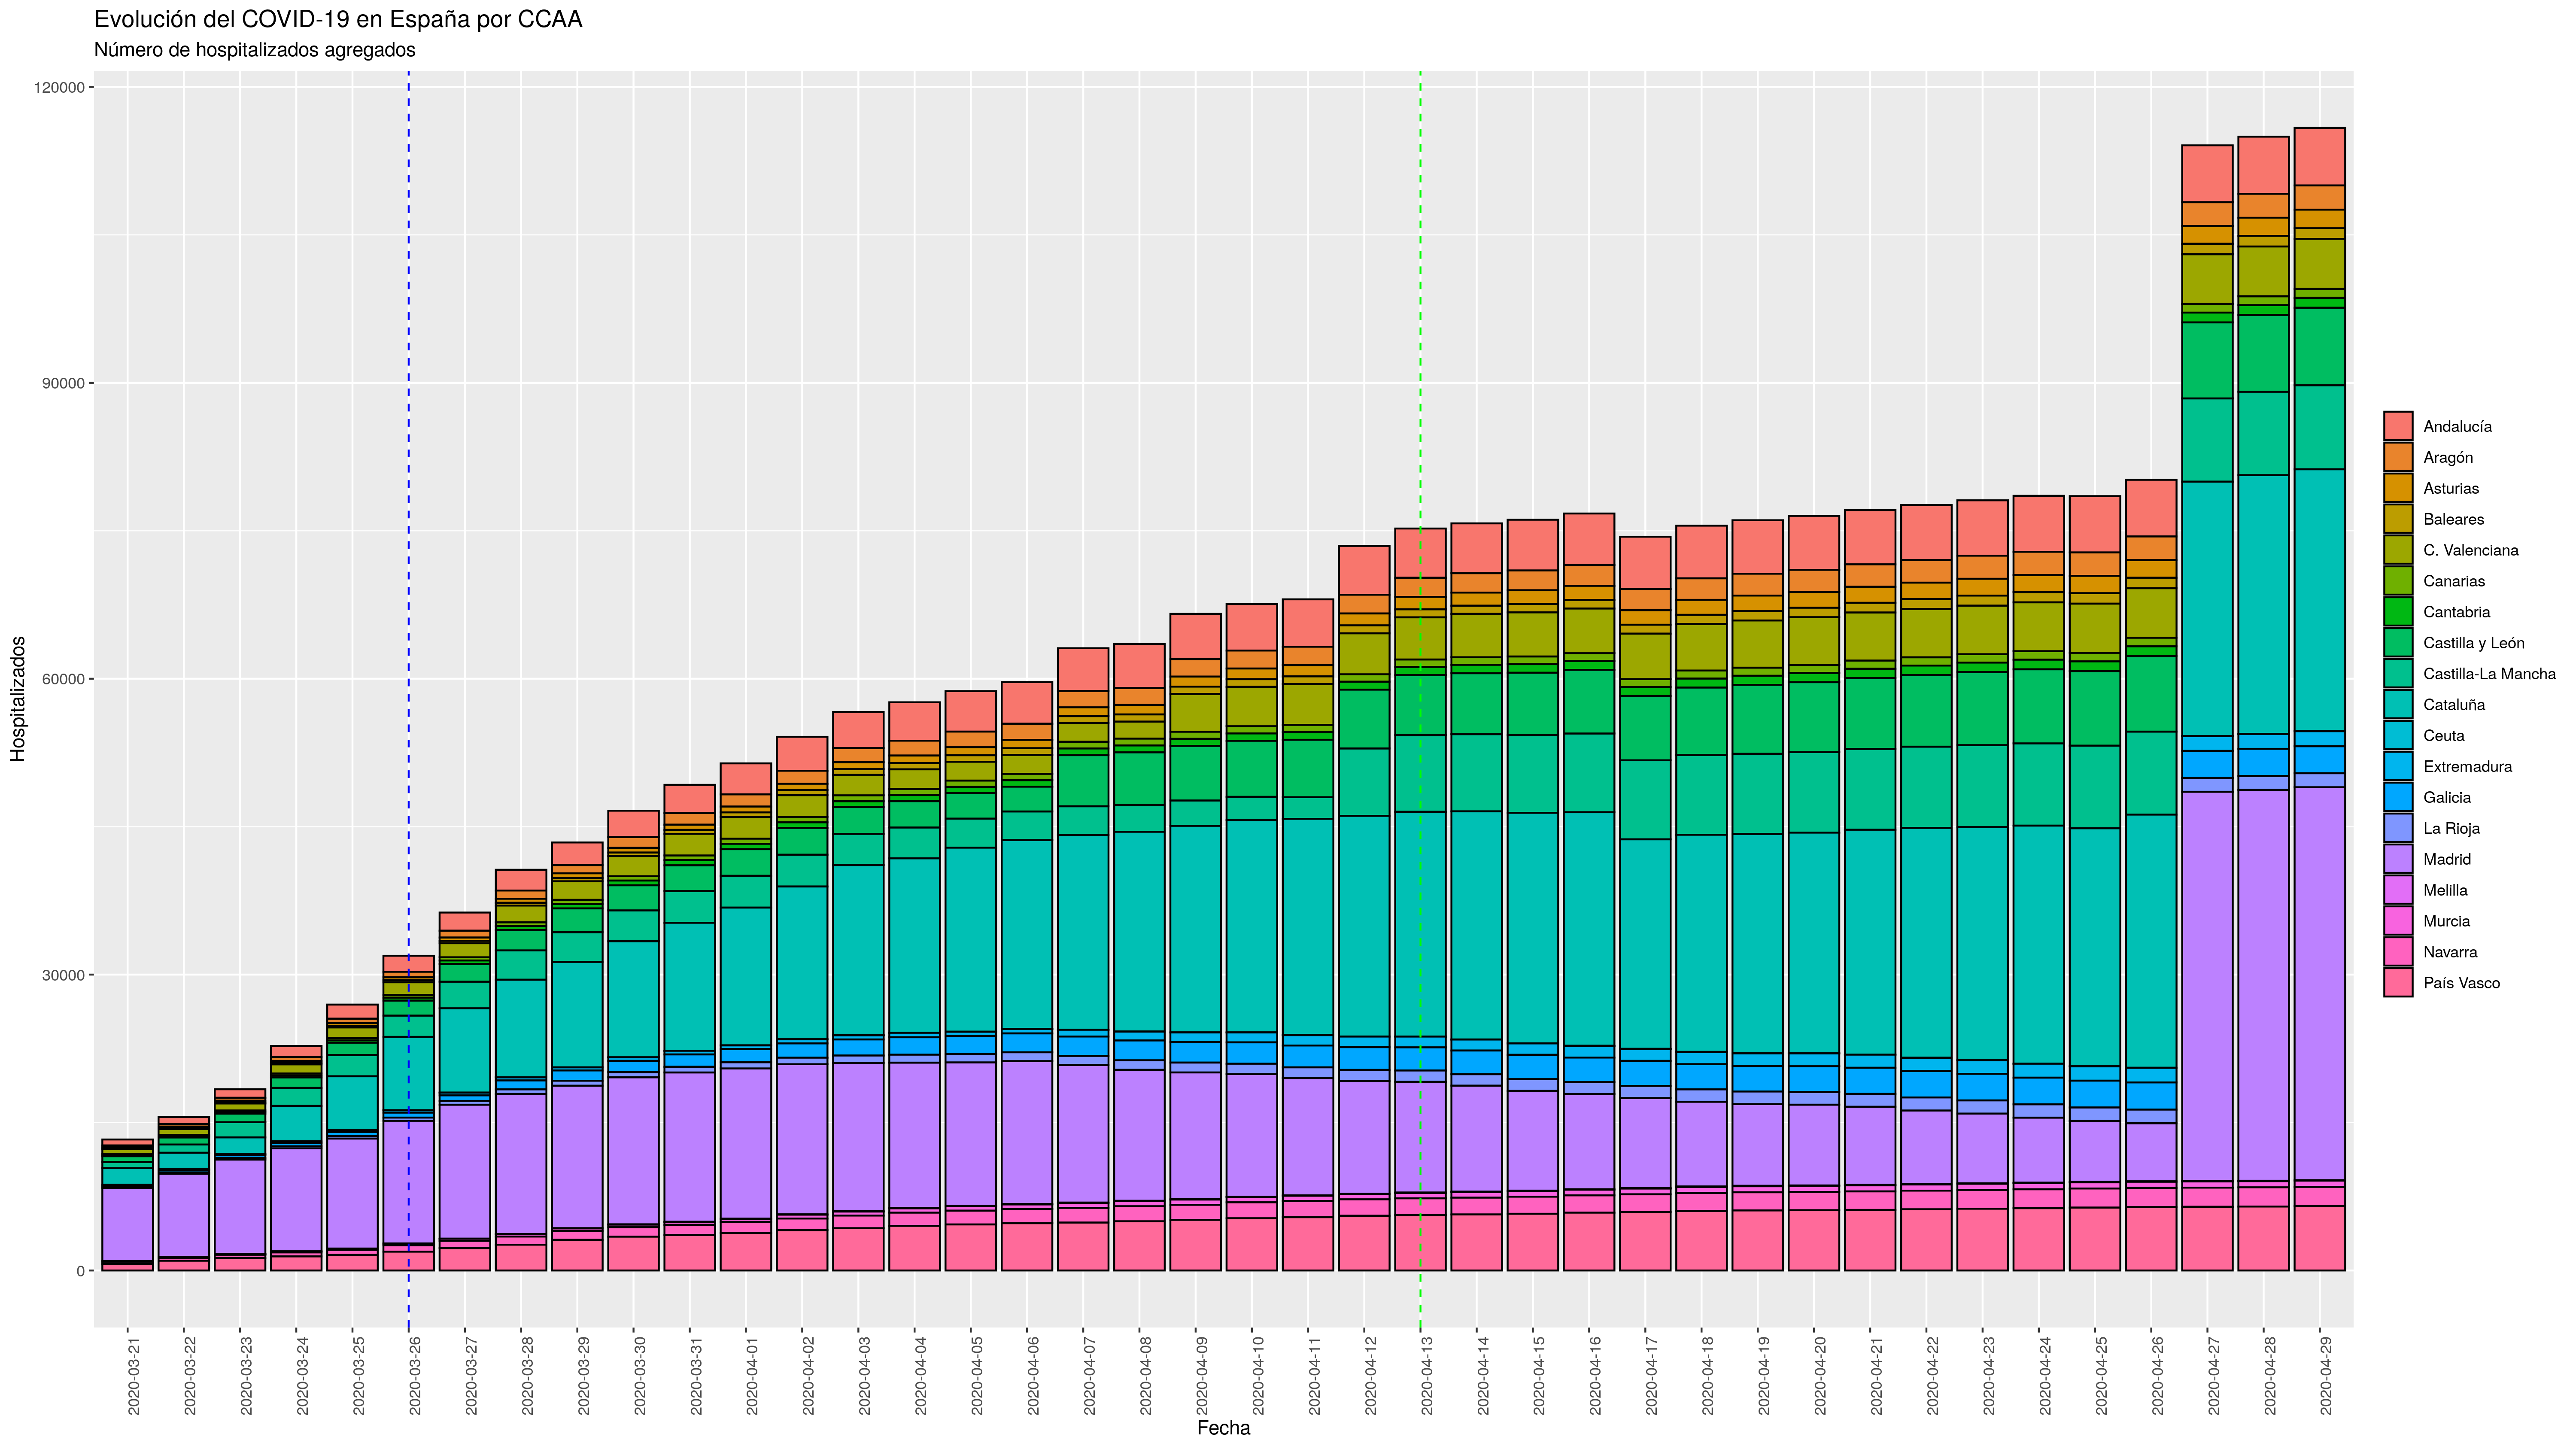 Evolución del COVID-19 en España por CCAA
Número de hospitalizados agregados
120000
90000
60000
30000
0
Hospitalizados
2020-03-21
2020-03-22
2020-03-23
2020-03-24
2020-03-25
2020-03-26
2020-03-27
2020-03-28
2020-03-29
2020-03-30
2020-03-31
2020-04-01
2020-04-02
2020-04-03
2020-04-04
2020-04-05
2020-04-06
2020-04-07
2020-04-08
2020-04-09
2020-04-10
2020-04-11
2020-04-12
2020-04-13
2020-04-14
2020-04-15
2020-04-16
2020-04-17
2020-04-18
2020-04-19
2020-04-20
2020-04-21
2020-04-22
2020-04-23
2020-04-24
2020-04-25
2020-04-26
2020-04-27
2020-04-28
2020-04-29
Fecha
Andalucía
Aragón
Asturias
Baleares
C. Valenciana
Canarias
Cantabria
Castilla y León
Castilla-La Mancha
Cataluña
Ceuta
Extremadura
Galicia
La Rioja
Madrid
Melilla
Murcia
Navarra
País Vasco